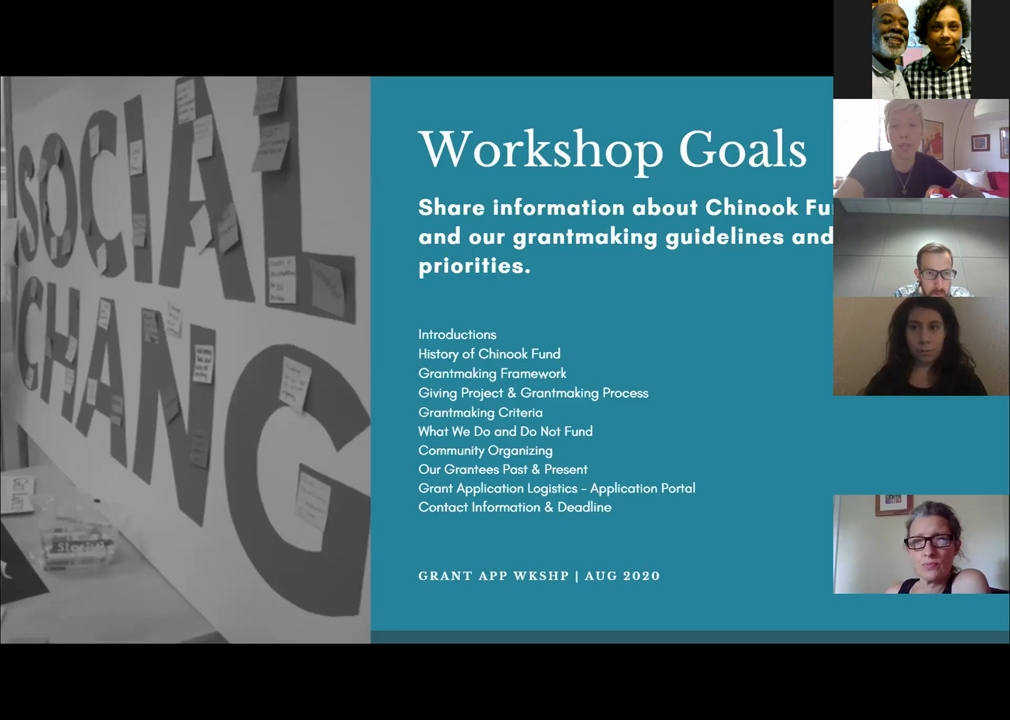 SOCIAL
CHANG
Workshop Goals
Share information about Chinook Fu
and our grantmaking guidelines and
priorities.
Introductions
History of Chinook Fund
Grantmaking Framework
Giving Project & Grantmaking Process
Grantmaking Criteria
What We Do and Do Not Fund
Community Organizing
Our Grantees Past & Present
Grant Application Logistics - Application Portal
Contact Information & Deadline
GRANT APP WKSHP | AUG 2020